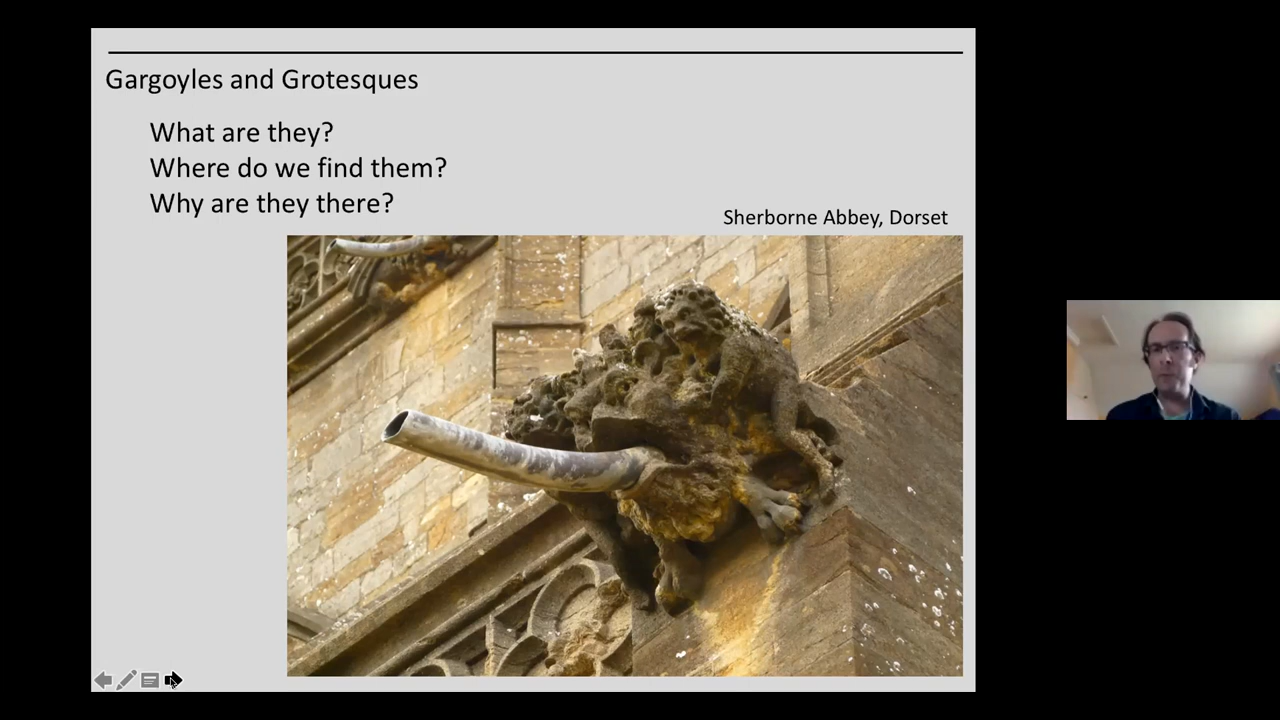 Gargoyles and Grotesques
What are they?
Where do we find them?
Why are they there?
Sherborne Abbey, Dorset